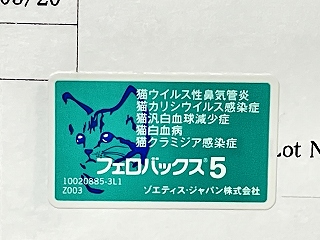 08/20
猫ウイルス性鼻気管炎
猫カリシウイルス感染症
猫汎白血球減少症
猫白血病
猫クラミジア感染症
フェロバックス®5
10020885-3L1
Z003
ゾエティス・ジャパン株式会社
Lot N